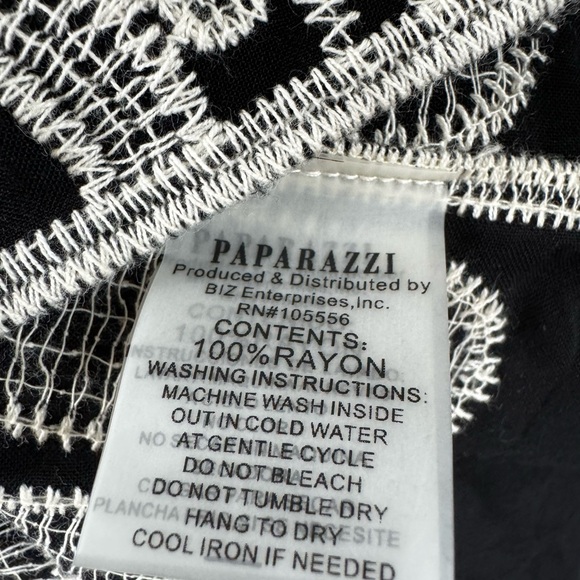 PAPARAZZI
Produced & Distributed by
BIZ Enterprises,Inc.
RN#105556
CONTENTS:
100%RAYON
WASHING INSTRUCTIONS:
MACHINE WASH INSIDE
OUT IN COLD WATER
AT GENTLE CYCLE
DO NOT BLEACH
DO NOT TUMBLE DRY
HANG TO DRY
COOL IRON IF NEEDED